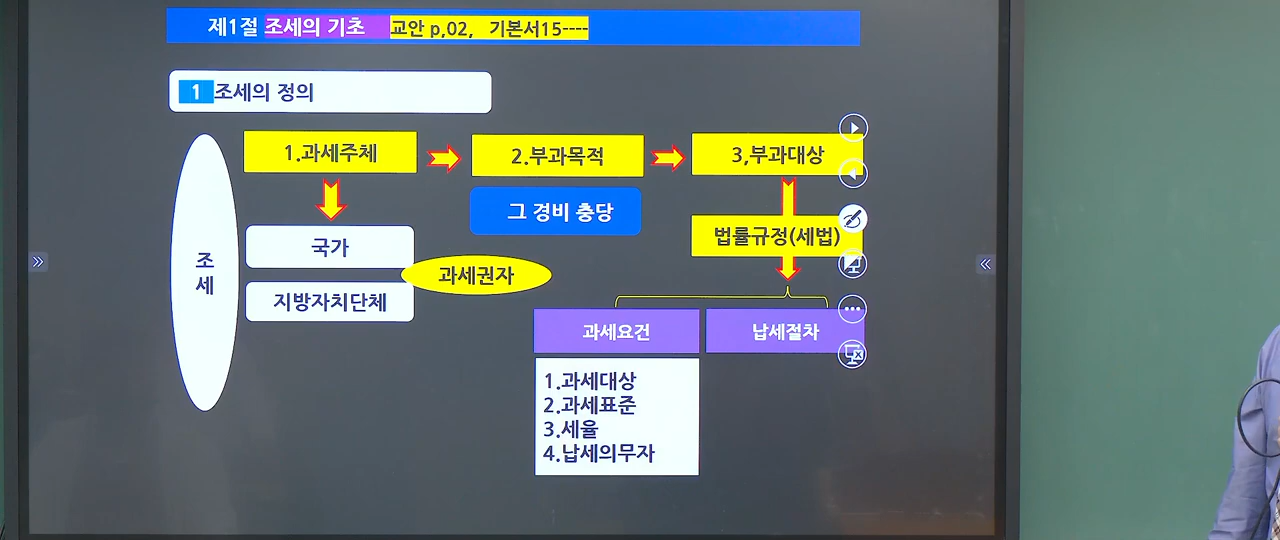 제1절 조세의 기초 교안 p,02, 기본서15----
1 조세의 정의
조
세
1.과세주체
2.부과목적
3,부과대상
그 경비 충당
법률규정(세법)
국가
과세권자
지방자치단체
과세요건
납세절차
1.과세대상
2.과세표준
3.세율
4.납세의무자